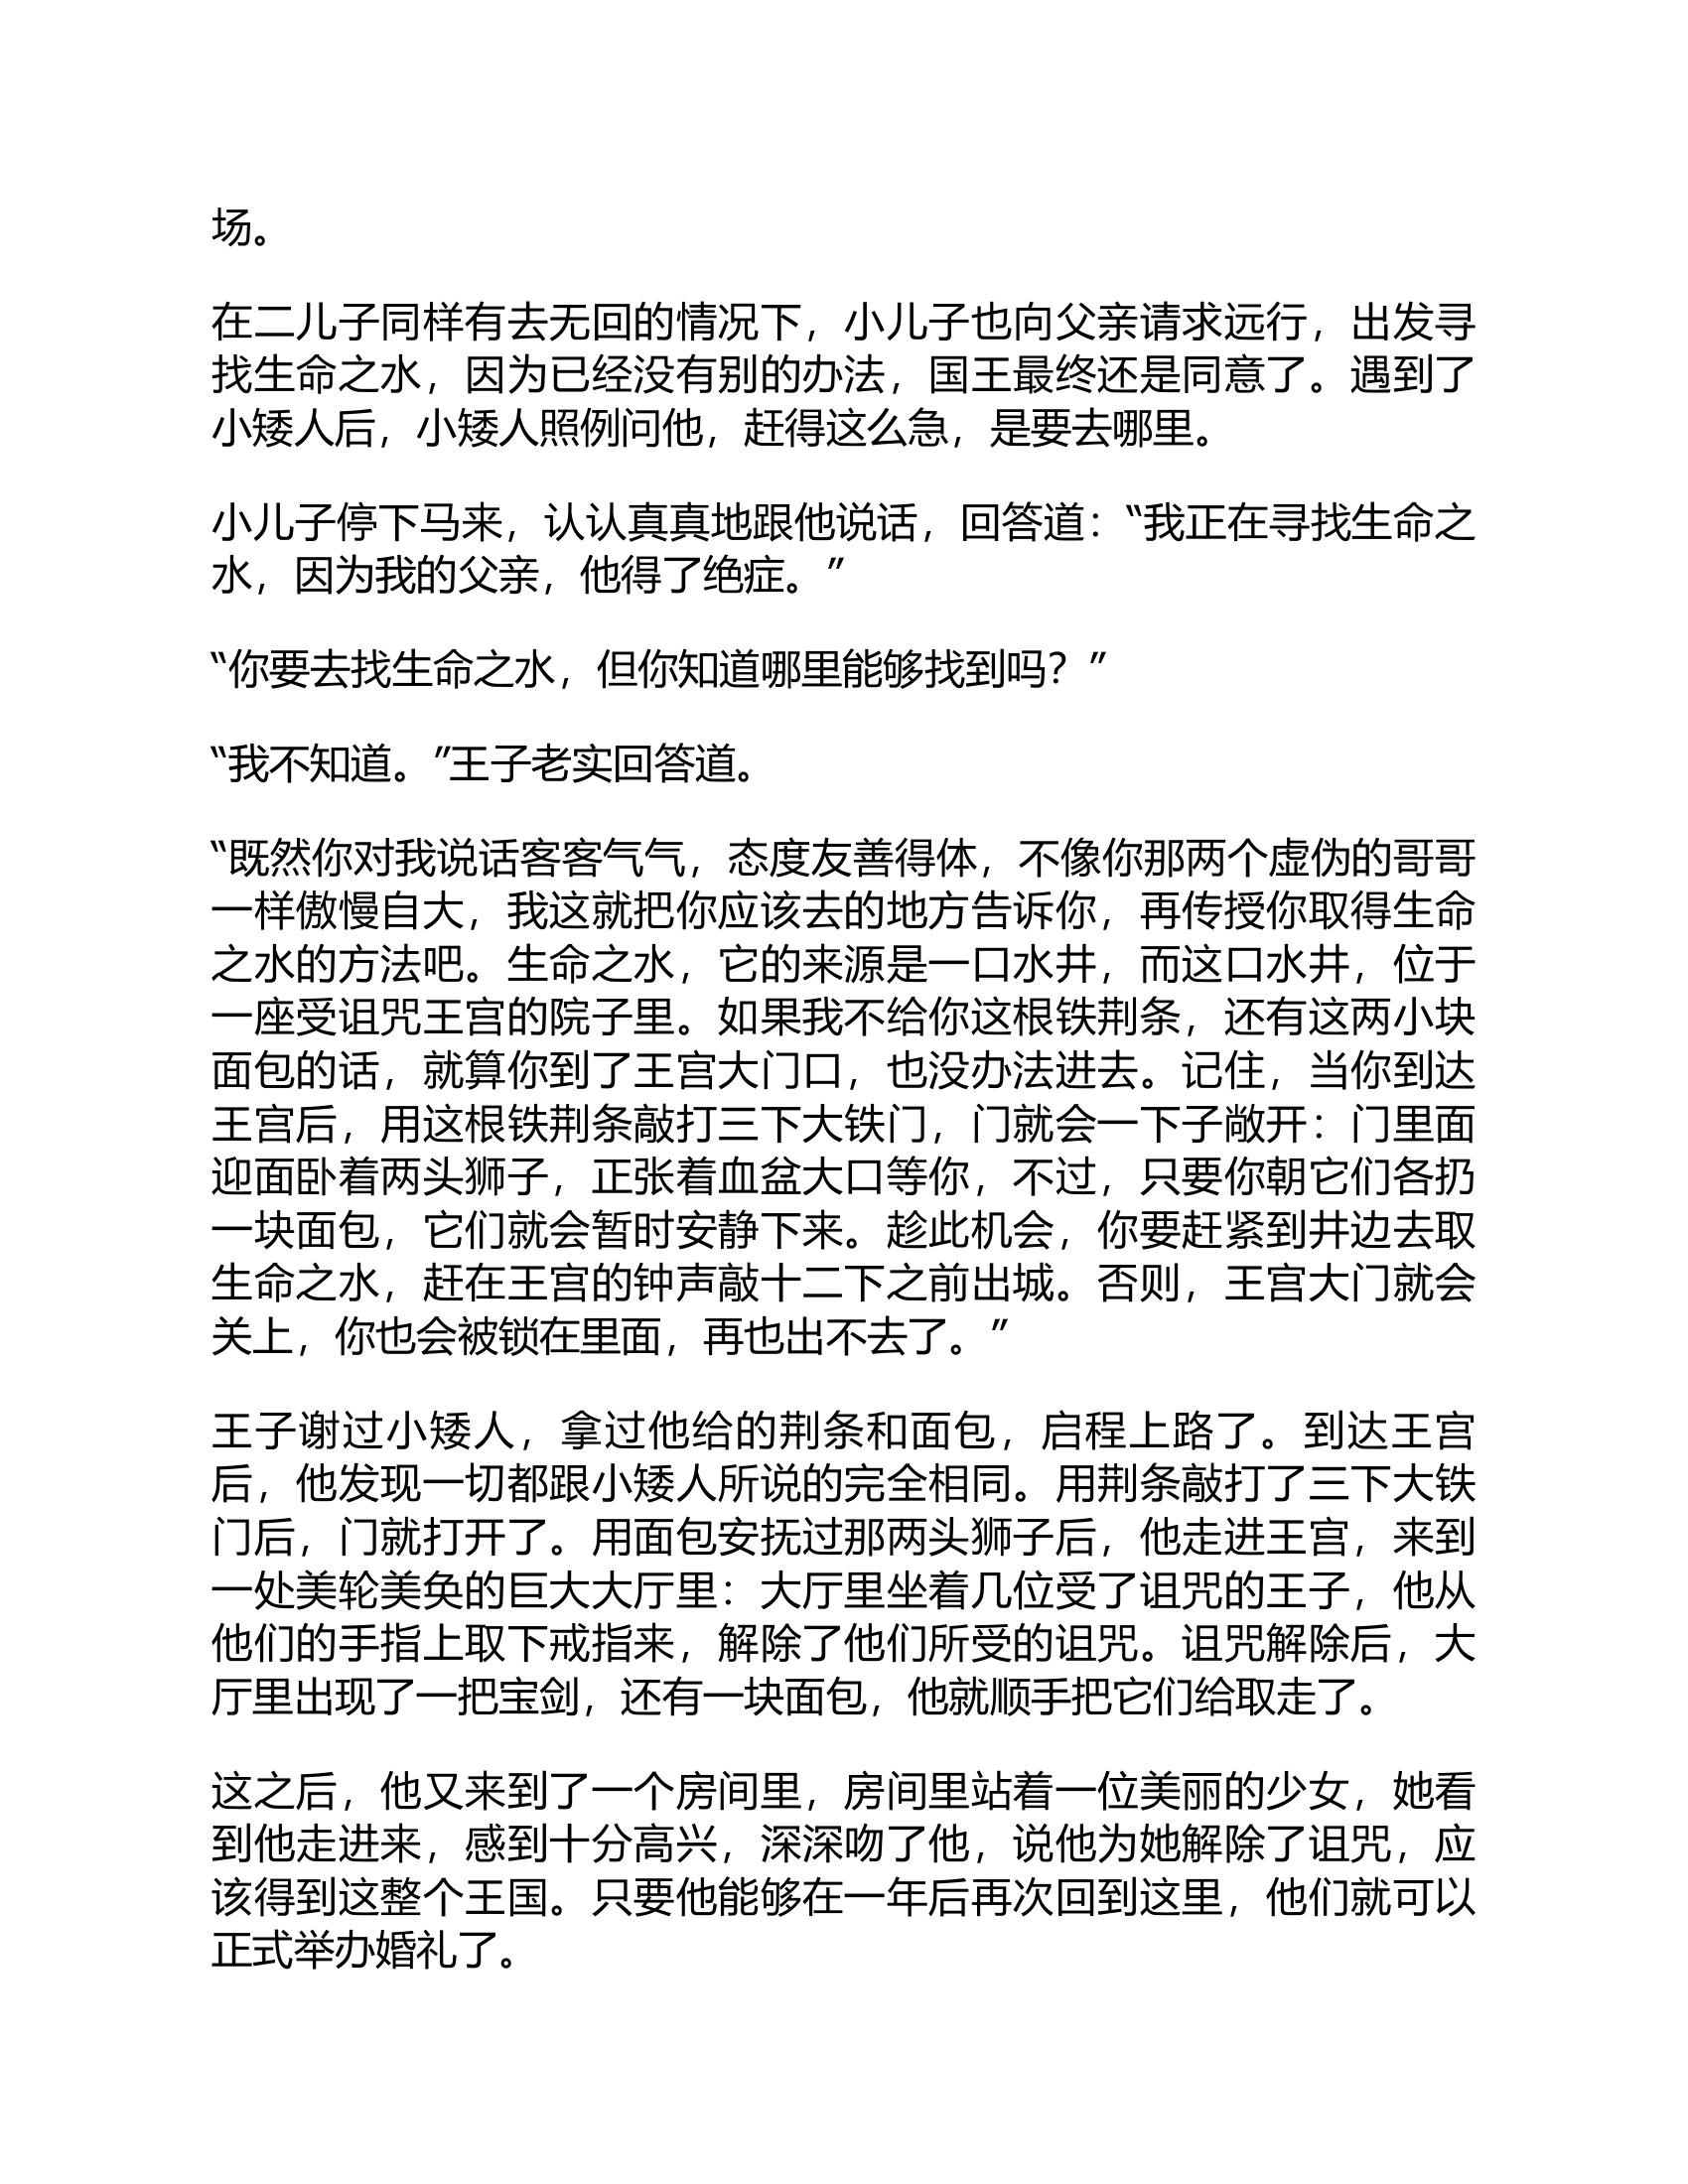 场。
在二儿子同样有去无回的情况下，小儿子也向父亲请求远行，出发寻
找生命之水，因为已经没有别的办法，国王最终还是同意了。遇到了
小矮人后，小矮人照例问他，赶得这么急，是要去哪里。
小儿子停下马来，认认真真地跟他说话，回答道：“我正在寻找生命之
水，因为我的父亲，他得了绝症。”
“你要去找生命之水，但你知道哪里能够找到吗？”
“我不知道。”王子老实回答道。
“既然你对我说话客客气气，态度友善得体，不像你那两个虚伪的哥哥
一样傲慢自大，我这就把你应该去的地方告诉你，再传授你取得生命
之水的方法吧。生命之水，它的来源是一口水井，而这口水井，位于
一座受诅咒王宫的院子里。如果我不给你这根铁荆条，还有这两小块
面包的话，就算你到了王宫大门口，也没办法进去。记住，当你到达
王宫后，用这根铁荆条敲打三下大铁门，门就会一下子敞开：门里面
迎面卧着两头狮子，正张着血盆大口等你，不过，只要你朝它们各扔
一块面包，它们就会暂时安静下来。趁此机会，你要赶紧到井边去取
生命之水，赶在王宫的钟声敲十二下之前出城。否则，王宫大门就会
关上，你也会被锁在里面，再也出不去了。”
王子谢过小矮人，拿过他给的荆条和面包，启程上路了。到达王宫
后，他发现一切都跟小矮人所说的完全相同。用荆条敲打了三下大铁
门后，门就打开了。用面包安抚过那两头狮子后，他走进王宫，来到
一处美轮美奂的巨大大厅里：大厅里坐着几位受了诅咒的王子，他从
他们的手指上取下戒指来，解除了他们所受的诅咒。诅咒解除后，大
厅里出现了一把宝剑，还有一块面包，他就顺手把它们给取走了。
这之后，他又来到了一个房间里，房间里站着一位美丽的少女，她看
到他走进来，感到十分高兴，深深吻了他，说他为她解除了诅咒，应
该得到这整个王国。只要他能够在一年后再次回到这里，他们就可以
正式举办婚礼了。